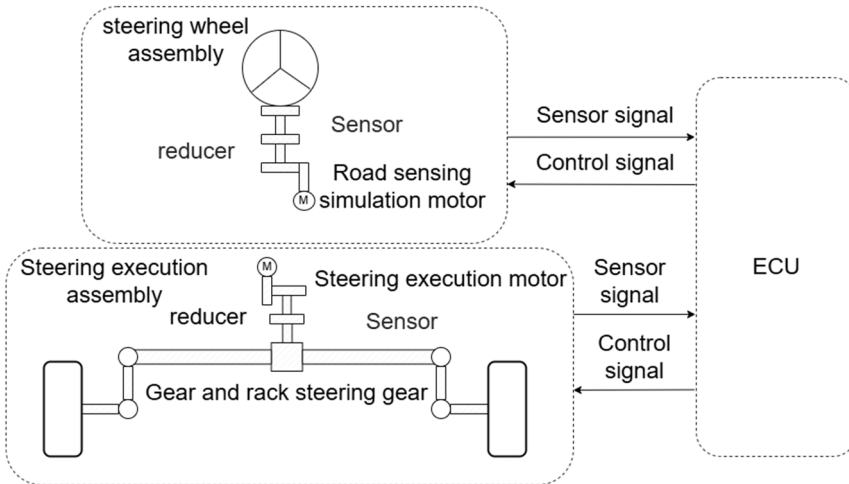 steering wheel
assembly
Sensor
reducer
Road sensing
simulation motor
M
Sensor signal
Control signal
ECU
Steering execution
assembly
M
Steering execution motor
reducer
Sensor
Gear and rack steering gear
Sensor
signal
Control
signal